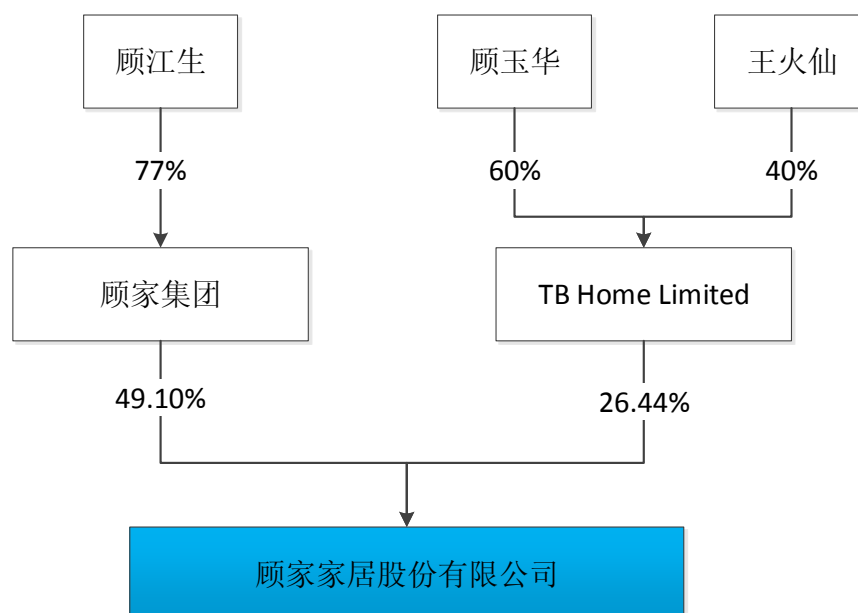 顾江生
顾玉华
王火仙
77%
60%
40%
顾家集团
TB Home Limited
49.10%
26.44%
顾家家居股份有限公司